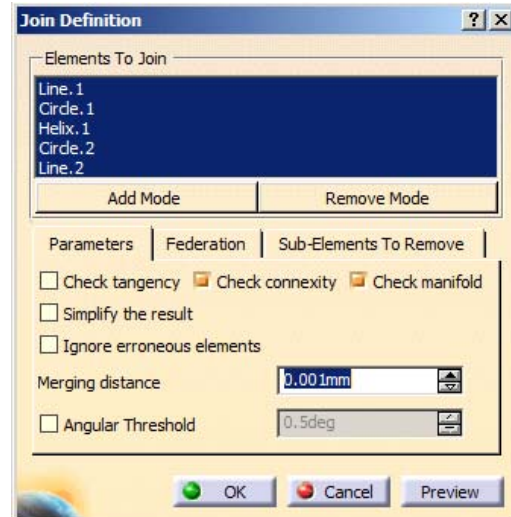 Join Definition
? X
Elements To Join
Line.1
Circle.1
Helix.1
Circle.2
Line.2
Add Mode Remove Mode
Parameters Federation Sub-Elements To Remove
Check tangency Check connexity Check manifold
Simplify the result
Ignore erroneous elements
Merging distance 0.001mm
Angular Threshold 0.5deg
OK Cancel Preview